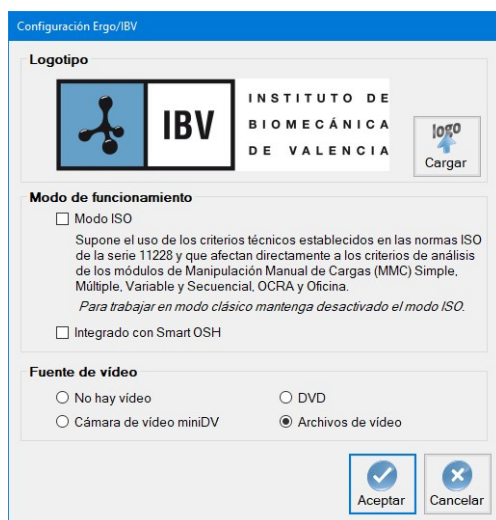 Configuración Ergo/IBV
Logotipo
IBV
INSTITUTO DE
BIOMECÁNICA
DE VALENCIA
logo
Cargar
Modo de funcionamiento
Modo ISO
Supone el uso de los criterios técnicos establecidos en las normas ISO
de la serie 11228 y que afectan directamente a los criterios de análisis
de los módulos de Manipulación Manual de Cargas (MMC) Simple,
Múltiple, Variable y Secuencial, OCRA y Oficina.
Para trabajar en modo clásico mantenga desactivado el modo ISO.
Integrado con Smart OSH
Fuente de vídeo
No hay vídeo
DVD
Cámara de vídeo miniDV
Archivos de vídeo
Aceptar
Cancelar